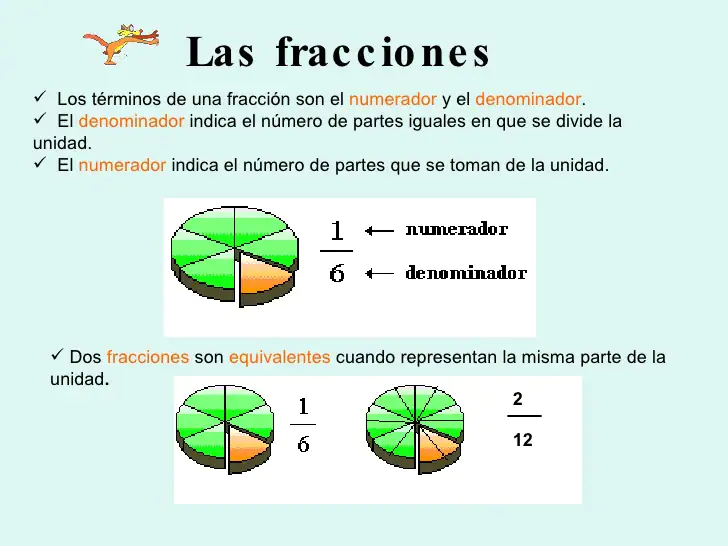 Las fracciones
✓ Los términos de una fracción son el numerador y el denominador.
✓ El denominador indica el número de partes iguales en que se divide la
unidad.
✓ El numerador indica el número de partes que se toman de la unidad.
1 ← numerador
6 ← denominador
✓ Dos fracciones son equivalentes cuando representan la misma parte de la
unidad.
1
6
2
12